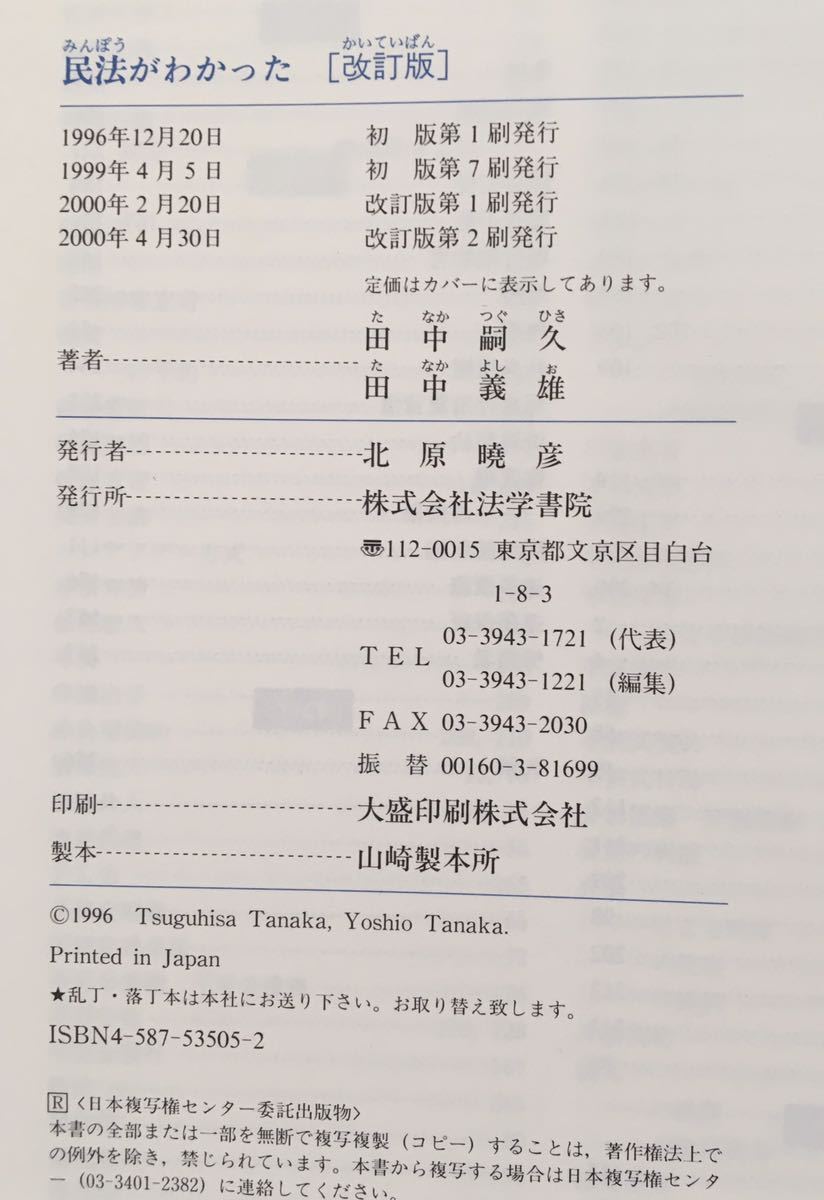 みんぽう かいていばん
民法がわかった [改訂版]
1996年12月20日 初 版第1刷発行
1999年4月5日 初 版第7刷発行
2000年2月20日 改訂版第1刷発行
2000年4月30日 改訂版第2刷発行
定価はカバーに表示してあります。
た なか つぐ ひさ
田 中 嗣 久
著者
た なか よし お
田 中 義 雄
発行者 北 原 暁 彦
発行所 株式会社法学書院
〠112-0015 東京都文京区目白台
1-8-3
TEL 03-3943-1721 (代表)
03-3943-1221 (編集)
FAX 03-3943-2030
振 替 00160-3-81699
印刷 大盛印刷株式会社
製本 山崎製本所
©1996 Tsuguhisa Tanaka, Yoshio Tanaka.
Printed in Japan
★乱丁・落丁本は本社にお送り下さい。お取り替え致します。
ISBN4-587-53505-2
R〈日本複写権センター委託出版物〉
本書の全部または一部を無断で複写複製(コピー)することは，著作権法上で
の例外を除き，禁じられています。本書から複写する場合は日本複写権センタ
ー(03-3401-2382)に連絡してください。